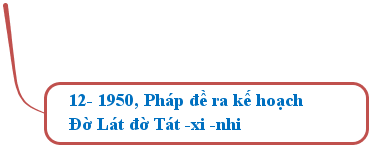 12- 1950, Pháp đề ra kế hoạch
Đờ Lát đờ Tát -xi -nhi